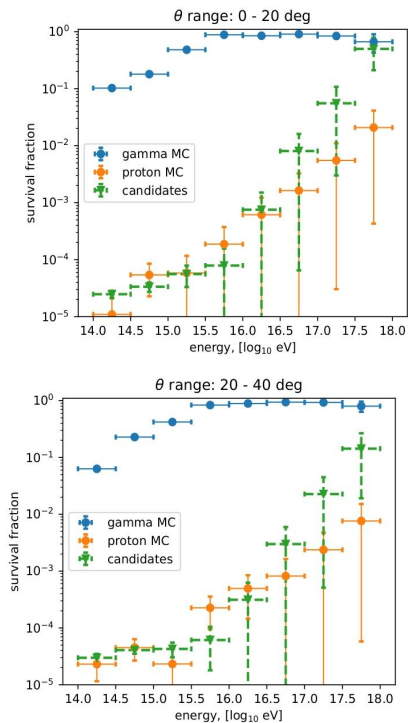 θ range: 0 - 20 deg
10⁰
10⁻¹
10⁻²
10⁻³
10⁻⁴
10⁻⁵
survival fraction
gamma MC
proton MC
candidates
14.0 14.5 15.0 15.5 16.0 16.5 17.0 17.5 18.0
energy, [log₁₀ eV]
θ range: 20 - 40 deg
10⁰
10⁻¹
10⁻²
10⁻³
10⁻⁴
10⁻⁵
survival fraction
gamma MC
proton MC
candidates
14.0 14.5 15.0 15.5 16.0 16.5 17.0 17.5 18.0
energy, [log₁₀ eV]